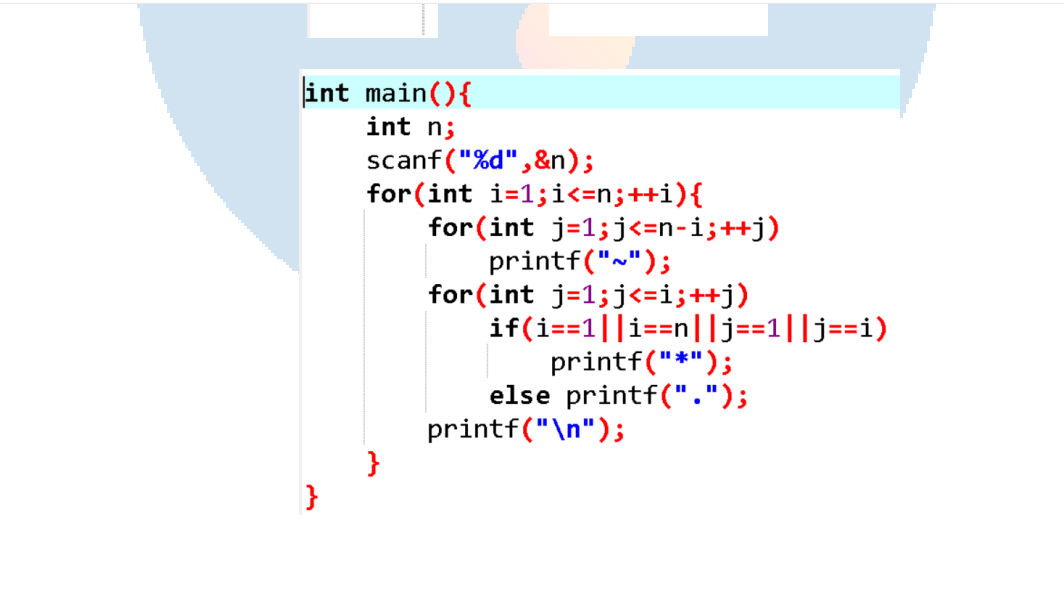 int main(){
int n;
scanf("%d",&n);
for(int i=1;i<=n;++i){
for(int j=1;j<=n-i;++j)
printf("~");
for(int j=1;j<=i;++j)
if(i==1||i==n||j==1||j==i)
printf("*");
else printf(".");
printf("\n");
}
}